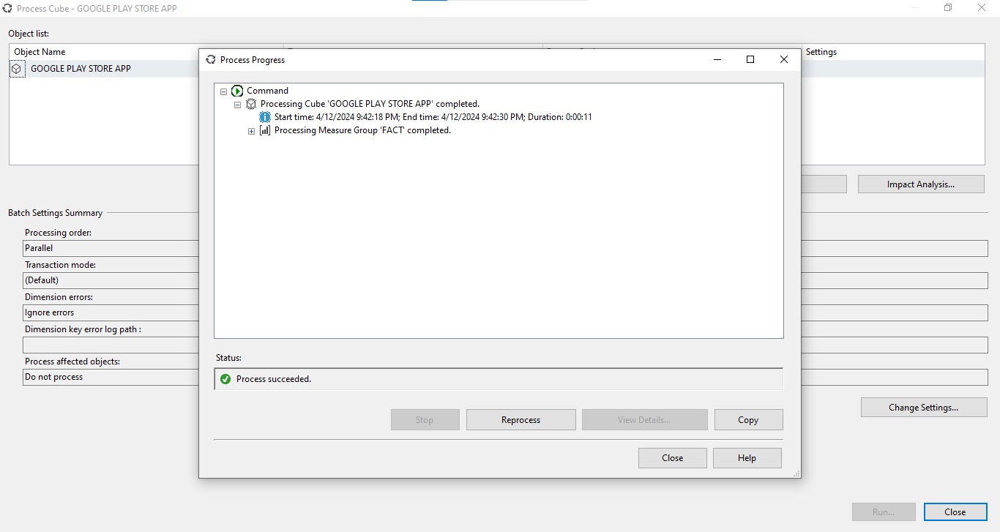 Process Cube - GOOGLE PLAY STORE APP
Object list:
Object Name
Settings
GOOGLE PLAY STORE APP
Process Progress
Command
Processing Cube 'GOOGLE PLAY STORE APP' completed.
Start time: 4/12/2024 9:42:18 PM; End time: 4/12/2024 9:42:30 PM; Duration: 0:00:11
Processing Measure Group 'FACT' completed.
Impact Analysis...
Batch Settings Summary
Processing order:
Parallel
Transaction mode:
(Default)
Dimension errors:
Ignore errors
Dimension key error log path :
Process affected objects:
Do not process
Status:
Process succeeded.
Change Settings...
Stop
Reprocess
View Details...
Copy
Close
Help
Run...
Close